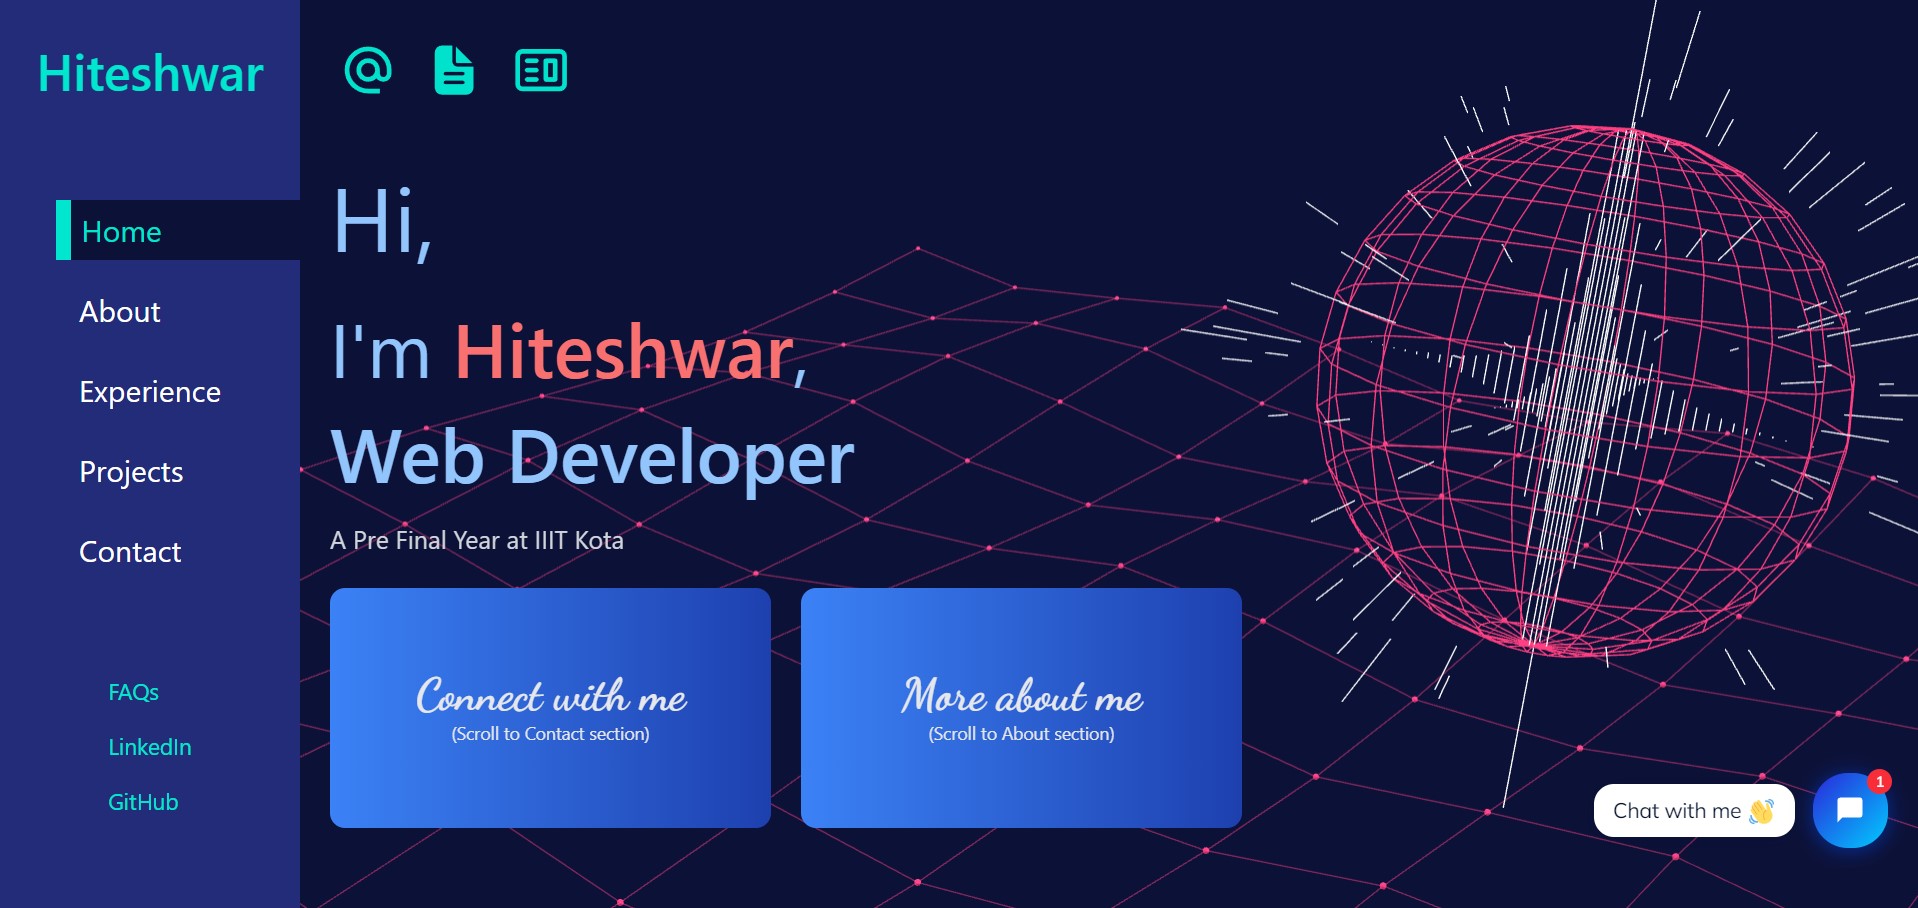 Hiteshwar
Home
About
Experience
Projects
Contact
FAQs
LinkedIn
GitHub
Hi,
I'm Hiteshwar,
Web Developer
A Pre Final Year at IIIT Kota
Connect with me
(Scroll to Contact section)
More about me
(Scroll to About section)
Chat with me 👋
1